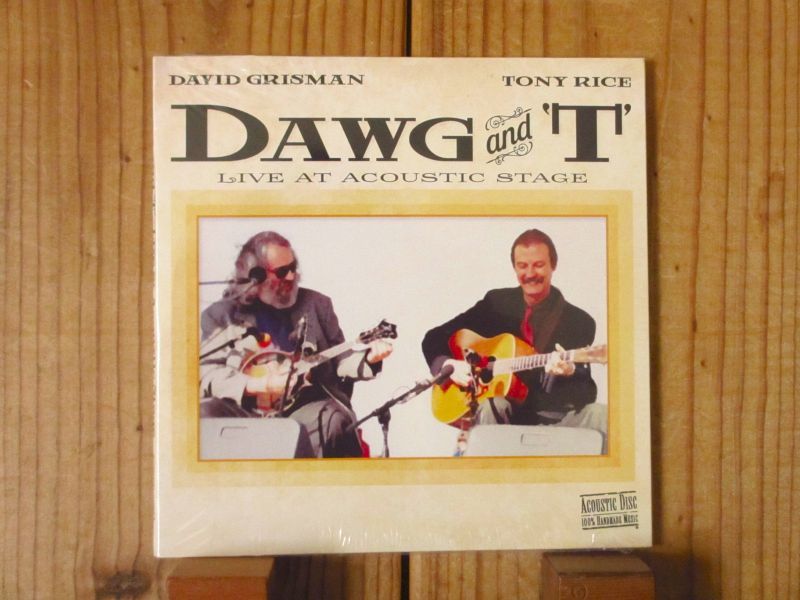 DAVID GRISMAN TONY RICE
DAWG and 'T'
LIVE AT ACOUSTIC STAGE
ACOUSTIC DISC
100% HANDMADE MUSIC